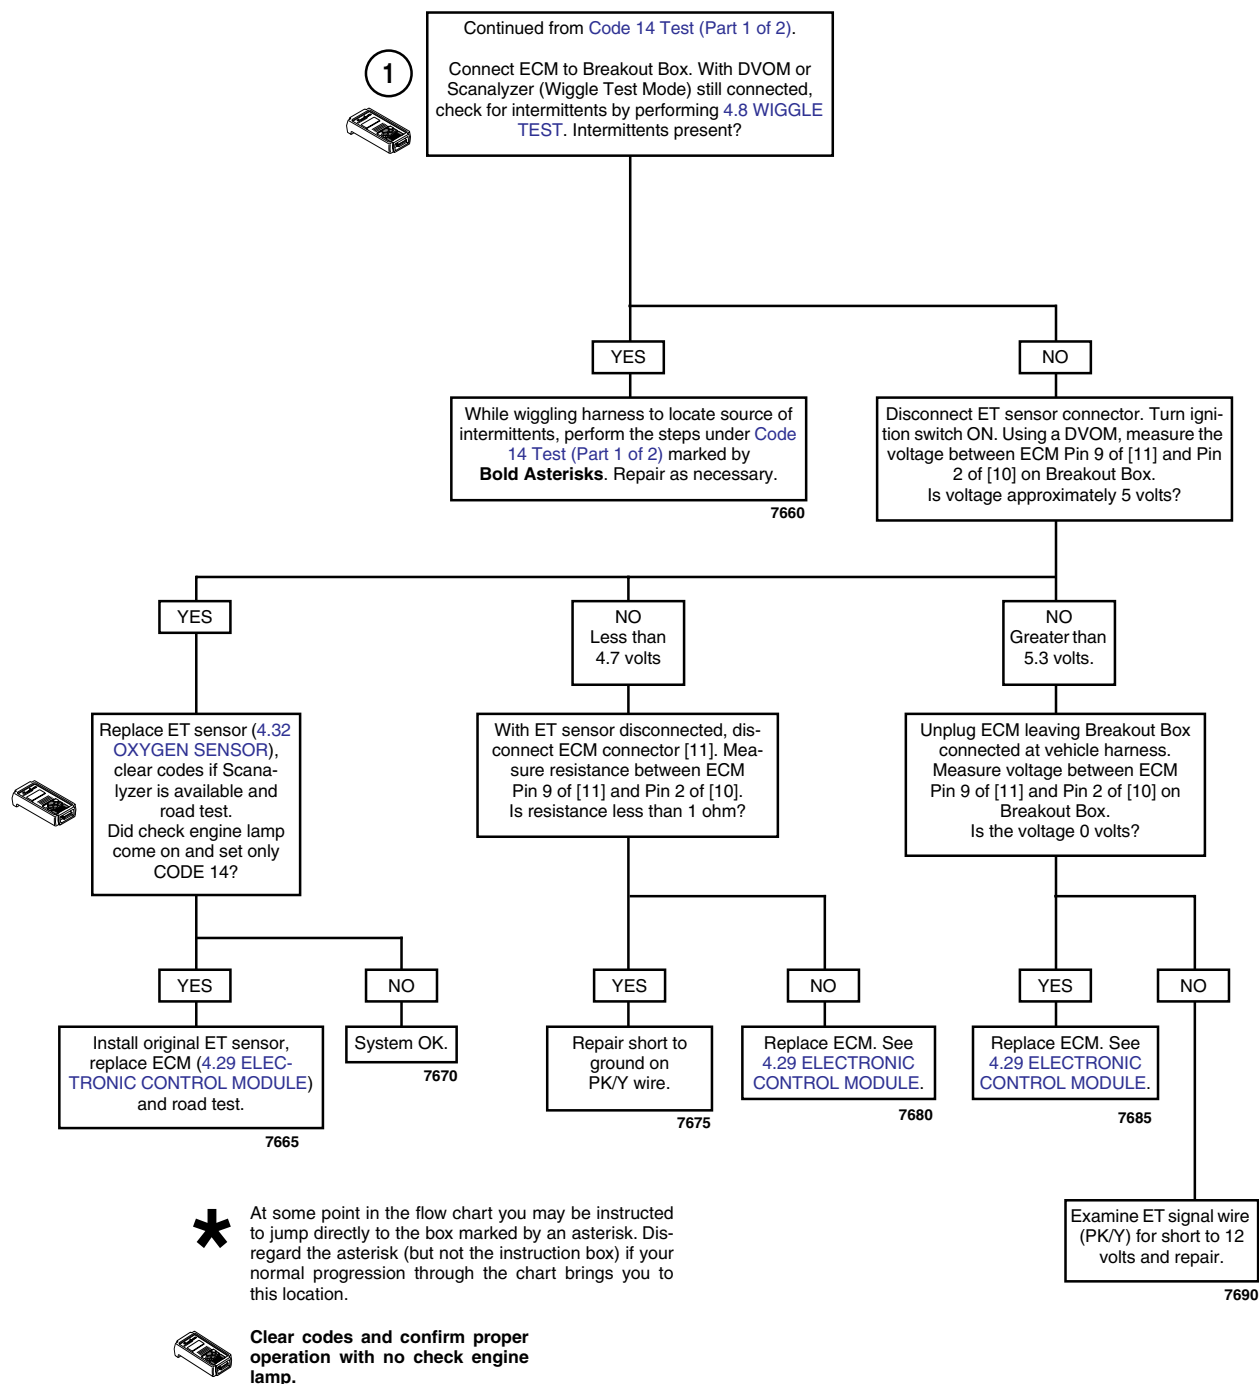 Continued from Code 14 Test (Part 1 of 2).
1
Connect ECM to Breakout Box. With DVOM or
Scanalyzer (Wiggle Test Mode) still connected,
check for intermittents by performing 4.8 WIGGLE
TEST. Intermittents present?
YES
NO
While wiggling harness to locate source of
intermittents, perform the steps under Code
14 Test (Part 1 of 2) marked by
Bold Asterisks. Repair as necessary.
7660
Disconnect ET sensor connector. Turn igni-
tion switch ON. Using a DVOM, measure the
voltage between ECM Pin 9 of [11] and Pin
2 of [10] on Breakout Box.
Is voltage approximately 5 volts?
YES
NO
Less than
4.7 volts
NO
Greater than
5.3 volts.
Replace ET sensor (4.32
OXYGEN SENSOR),
clear codes if Scana-
lyzer is available and
road test.
Did check engine lamp
come on and set only
CODE 14?
With ET sensor disconnected, dis-
connect ECM connector [11]. Mea-
sure resistance between ECM
Pin 9 of [11] and Pin 2 of [10].
Is resistance less than 1 ohm?
Unplug ECM leaving Breakout Box
connected at vehicle harness.
Measure voltage between ECM
Pin 9 of [11] and Pin 2 of [10] on
Breakout Box.
Is the voltage 0 volts?
YES
NO
YES
NO
YES
NO
Install original ET sensor,
replace ECM (4.29 ELEC-
TRONIC CONTROL MODULE)
and road test.
7665
System OK.
7670
Repair short to
ground on
PK/Y wire.
7675
Replace ECM. See
4.29 ELECTRONIC
CONTROL MODULE.
7680
Replace ECM. See
4.29 ELECTRONIC
CONTROL MODULE.
7685
Examine ET signal wire
(PK/Y) for short to 12
volts and repair.
7690
* At some point in the flow chart you may be instructed
to jump directly to the box marked by an asterisk. Dis-
regard the asterisk (but not the instruction box) if your
normal progression through the chart brings you to
this location.
Clear codes and confirm proper
operation with no check engine
lamp.